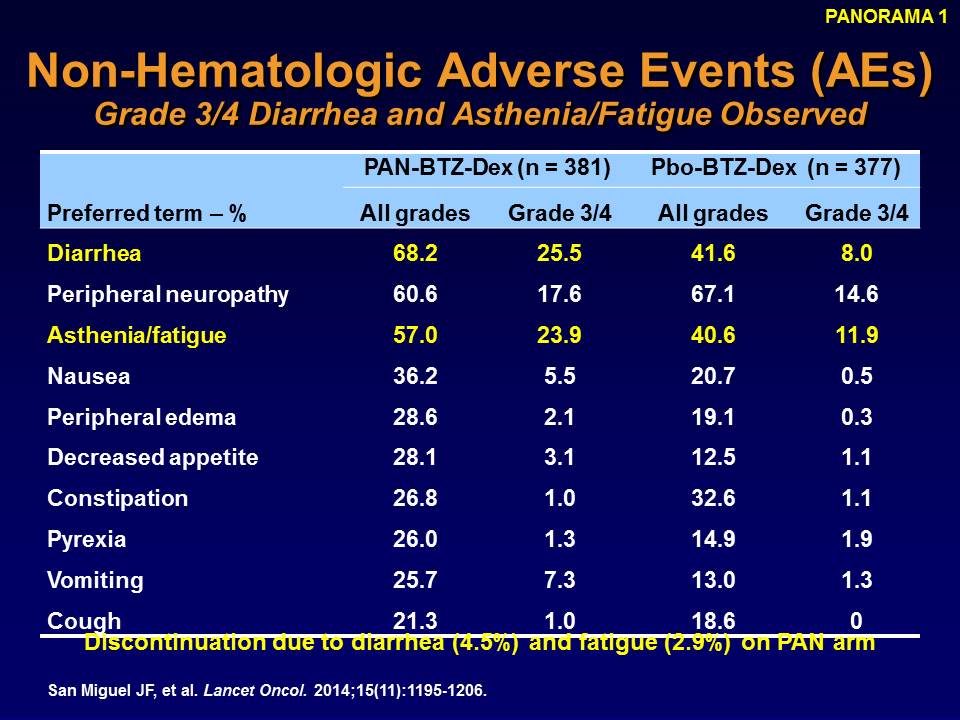 PANORAMA 1
Non-Hematologic Adverse Events (AEs)
Grade 3/4 Diarrhea and Asthenia/Fatigue Observed
PAN-BTZ-Dex (n = 381) Pbo-BTZ-Dex (n = 377)
Preferred term – % All grades Grade 3/4 All grades Grade 3/4
Diarrhea 68.2 25.5 41.6 8.0
Peripheral neuropathy 60.6 17.6 67.1 14.6
Asthenia/fatigue 57.0 23.9 40.6 11.9
Nausea 36.2 5.5 20.7 0.5
Peripheral edema 28.6 2.1 19.1 0.3
Decreased appetite 28.1 3.1 12.5 1.1
Constipation 26.8 1.0 32.6 1.1
Pyrexia 26.0 1.3 14.9 1.9
Vomiting 25.7 7.3 13.0 1.3
Cough 21.3 1.0 18.6 0
Discontinuation due to diarrhea (4.5%) and fatigue (2.9%) on PAN arm
San Miguel JF, et al. Lancet Oncol. 2014;15(11):1195-1206.